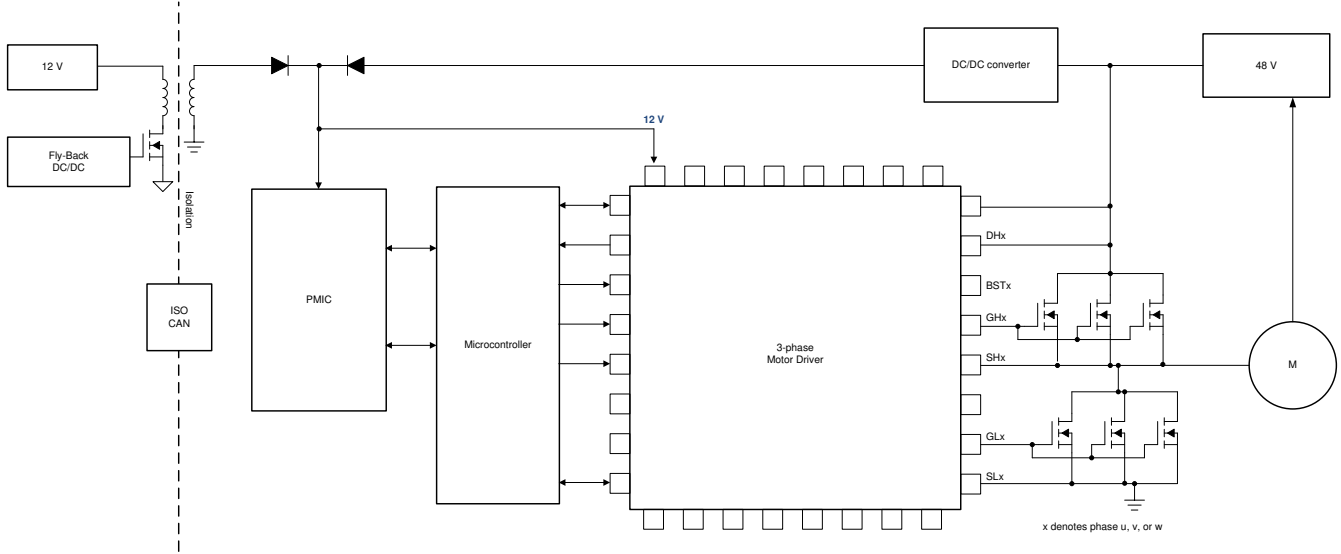 12 V
DC/DC converter
48 V
12 V
Fly-Back
DC/DC
Isolation
DHx
BSTx
PMIC
ISO
CAN
GHx
Microcontroller
3-phase
Motor Driver
SHx
M
GLx
SLx
x denotes phase u, v, or w